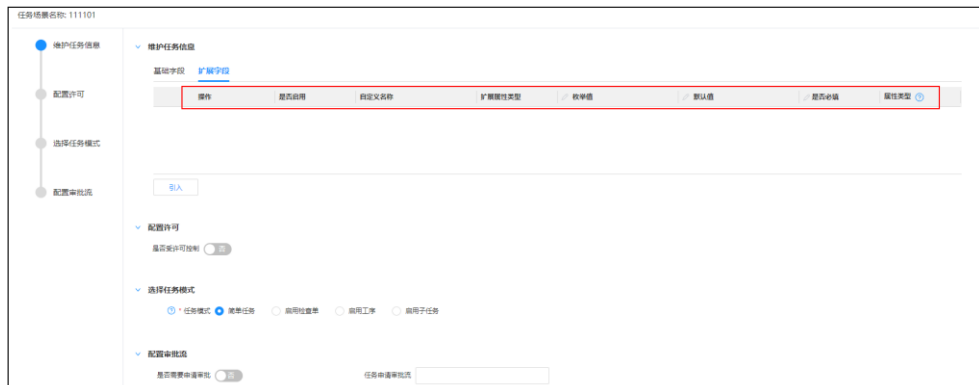 任务场景名称: 111101
维护任务信息
配置许可
选择任务模式
配置审批流
维护任务信息
基础字段 扩展字段
操作 是否启用 自定义名称 扩展属性类型 枚举值 默认值 是否必填 属性类型
引入
配置许可
是否受许可控制 否
选择任务模式
* 任务模式 简单任务 启用检查单 启用工序 启用子任务
配置审批流
是否需要申请审批 否 任务申请审批流